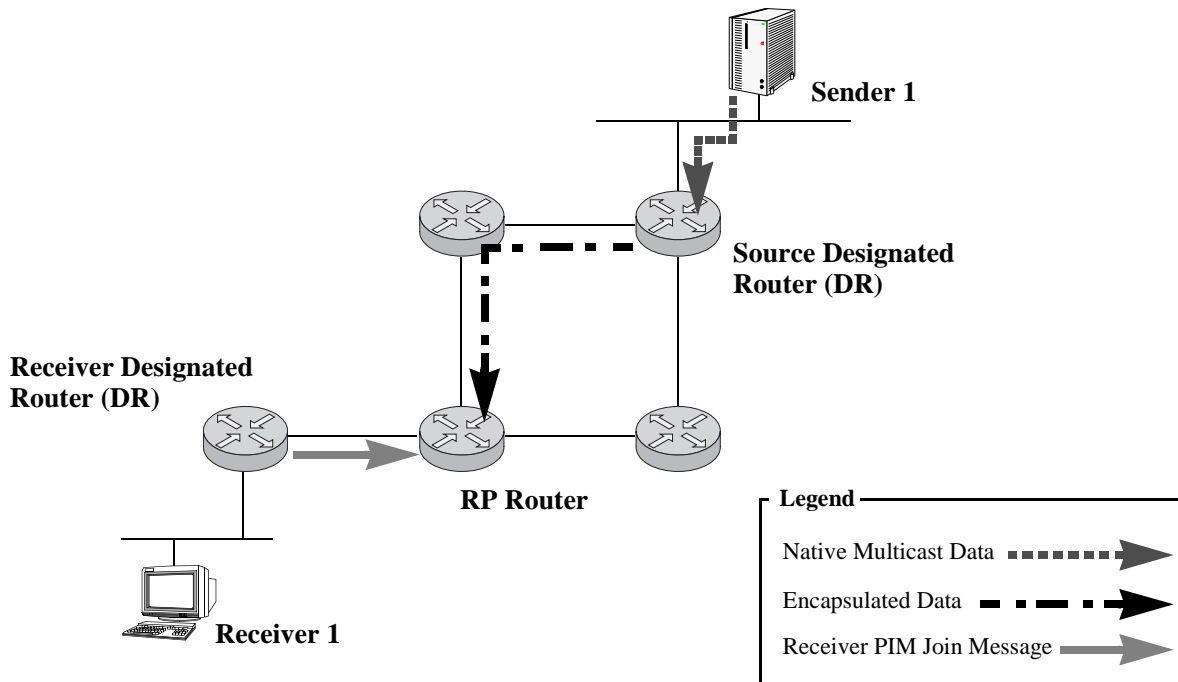 Sender 1
Source Designated
Router (DR)
Receiver Designated
Router (DR)
RP Router
Receiver 1
Legend
Native Multicast Data
Encapsulated Data
Receiver PIM Join Message